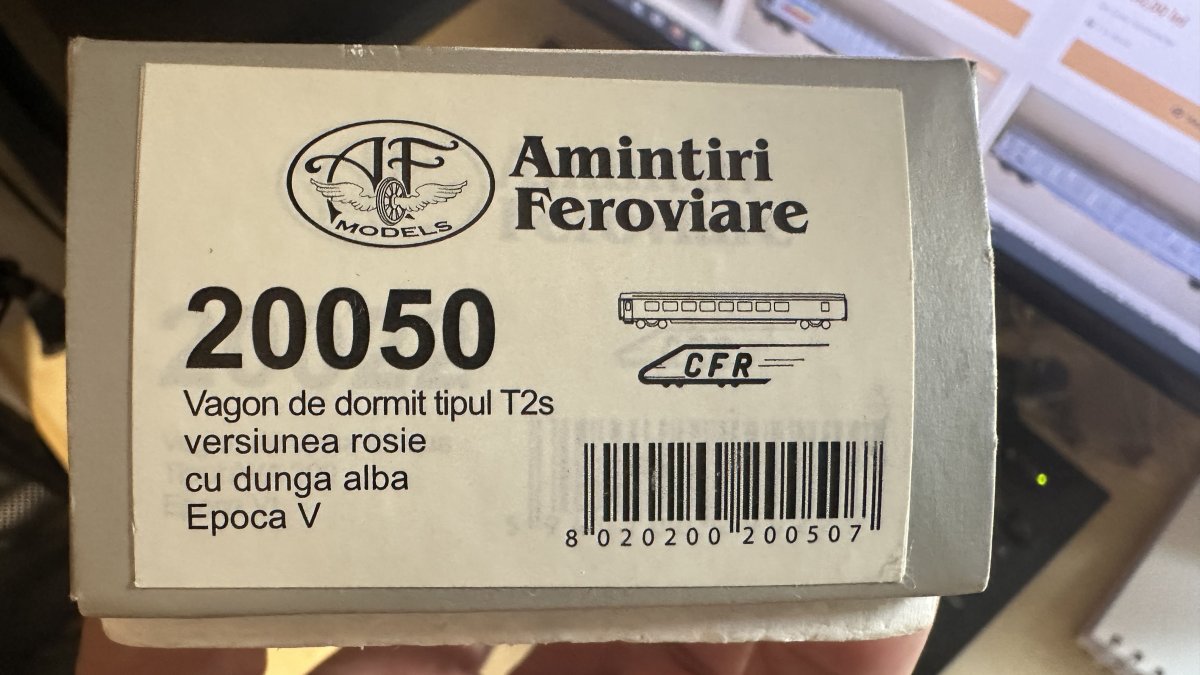 AF
MODELS
Amintiri
Feroviare
20050
CFR
Vagon de dormit tipul T2s
versiunea rosie
cu dunga alba
Epoca V
8 020200 200507